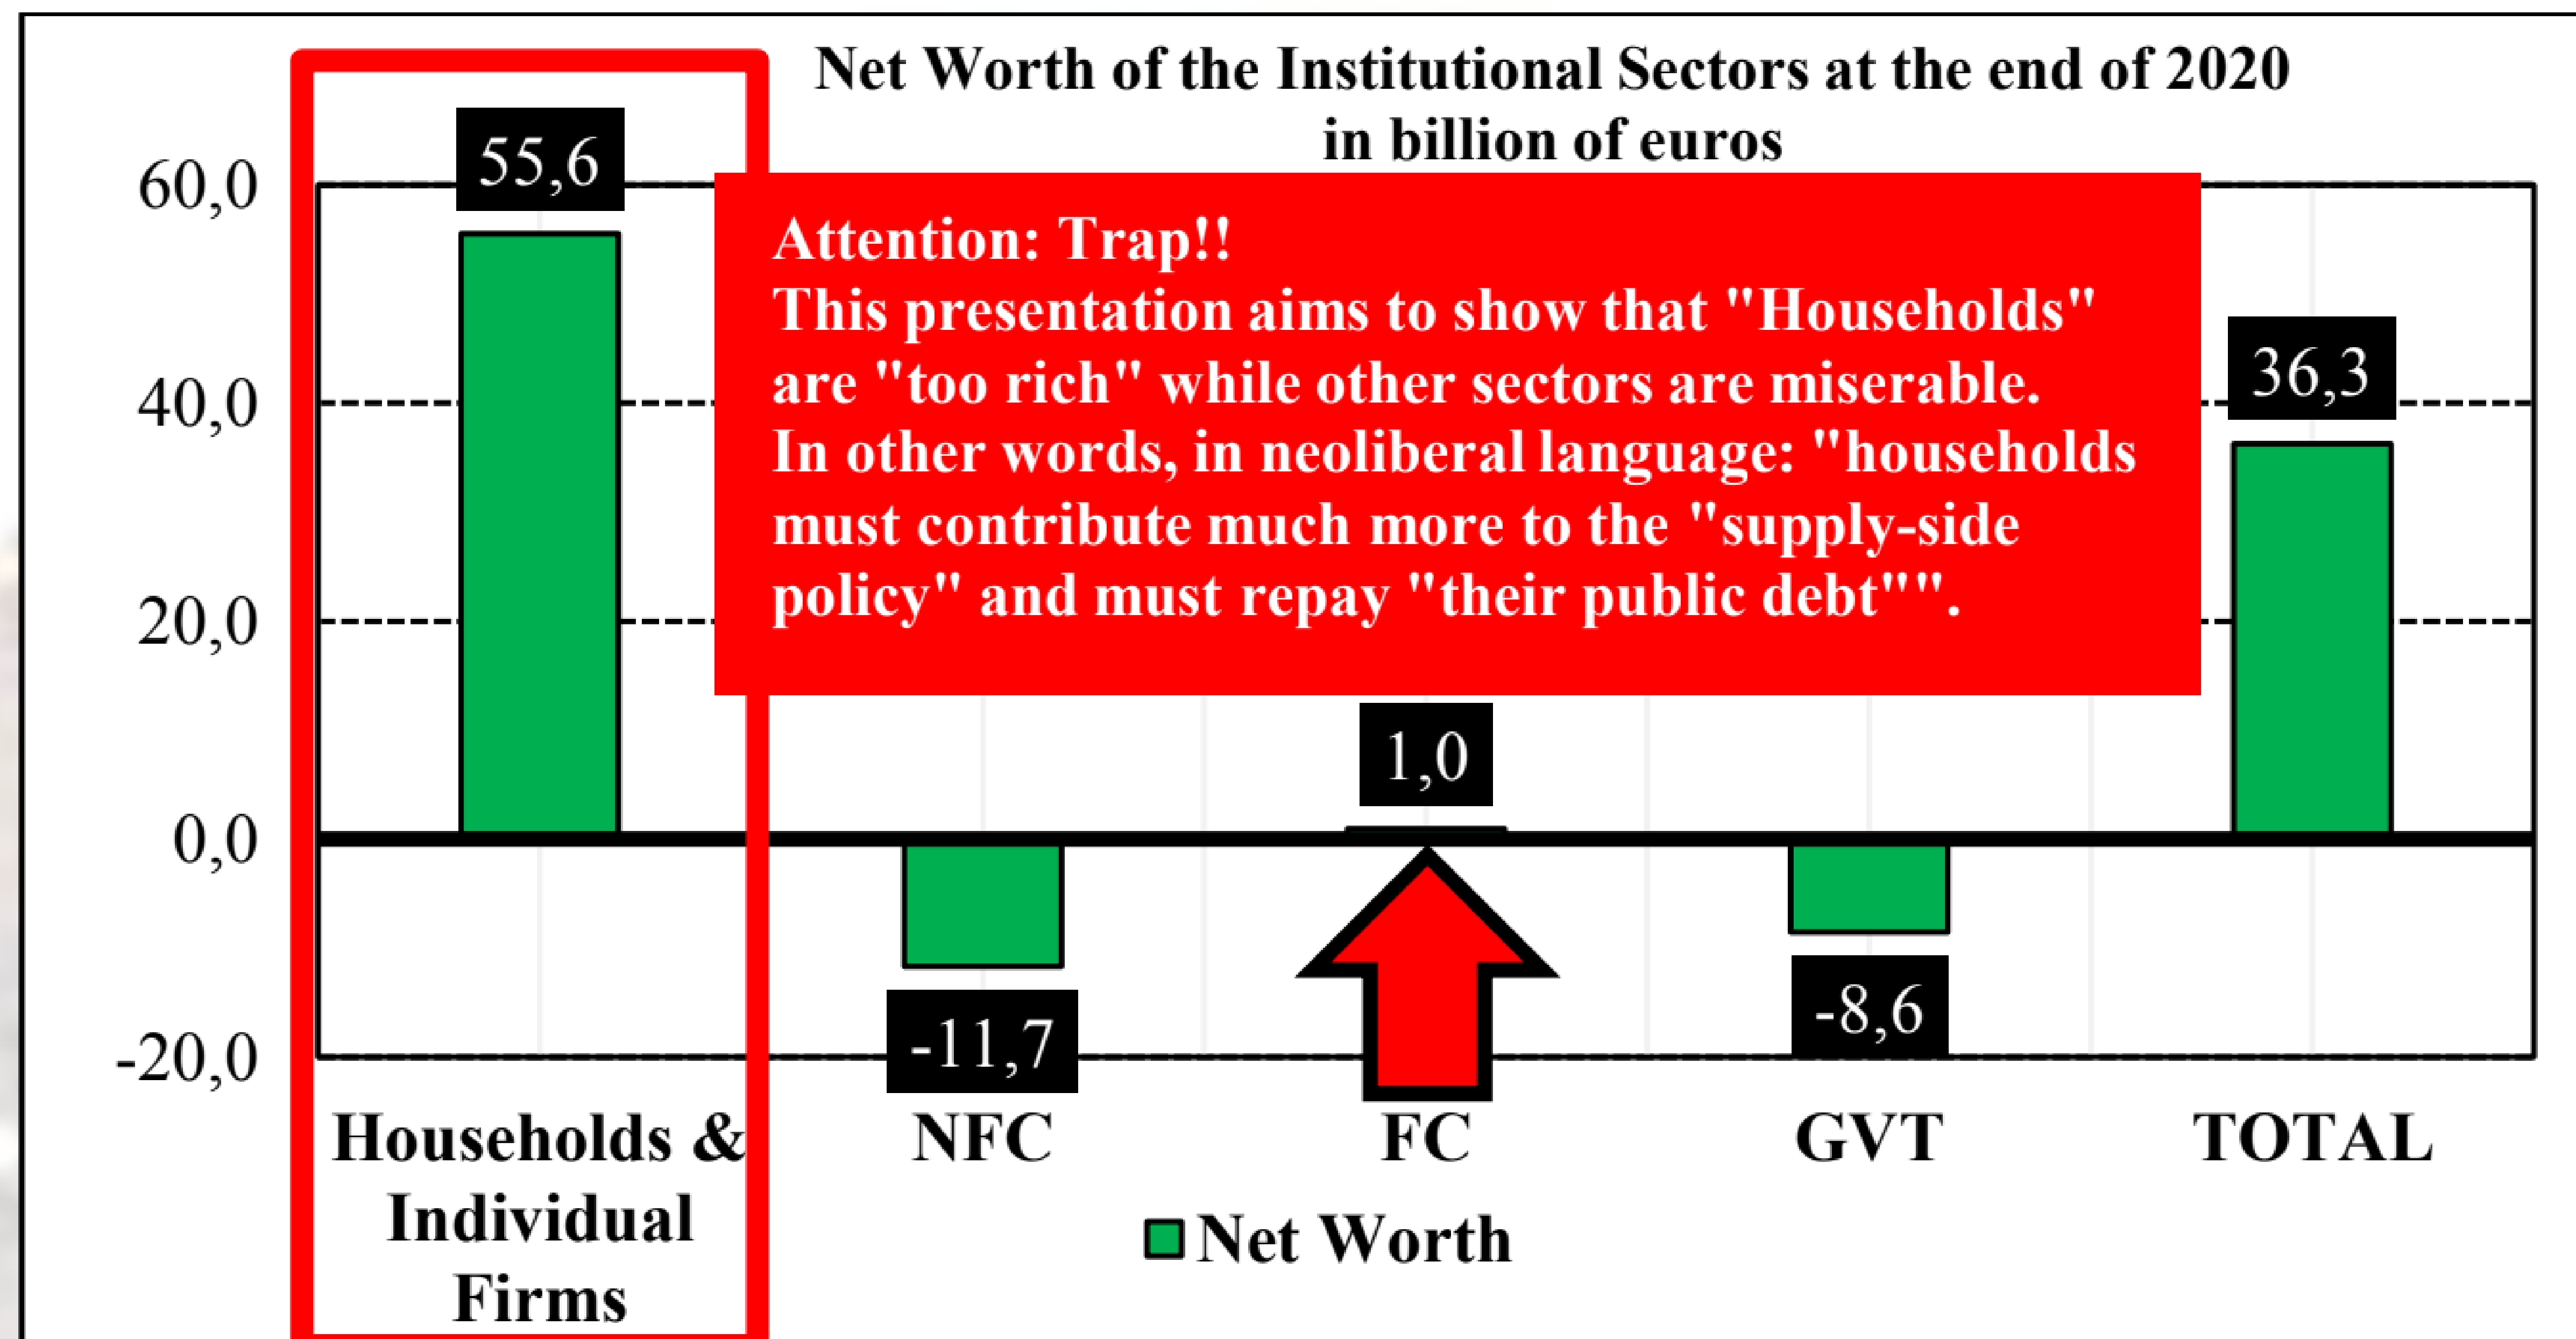 Net Worth of the Institutional Sectors at the end of 2020
in billion of euros
60,0
40,0
20,0
0,0
-20,0
55,6
Attention: Trap!!
This presentation aims to show that "Households"
are "too rich" while other sectors are miserable.
In other words, in neoliberal language: "households
must contribute much more to the "supply-side
policy" and must repay "their public debt"".
36,3
1,0
-11,7
-8,6
Households &
Individual
Firms
NFC
FC
GVT
TOTAL
Net Worth